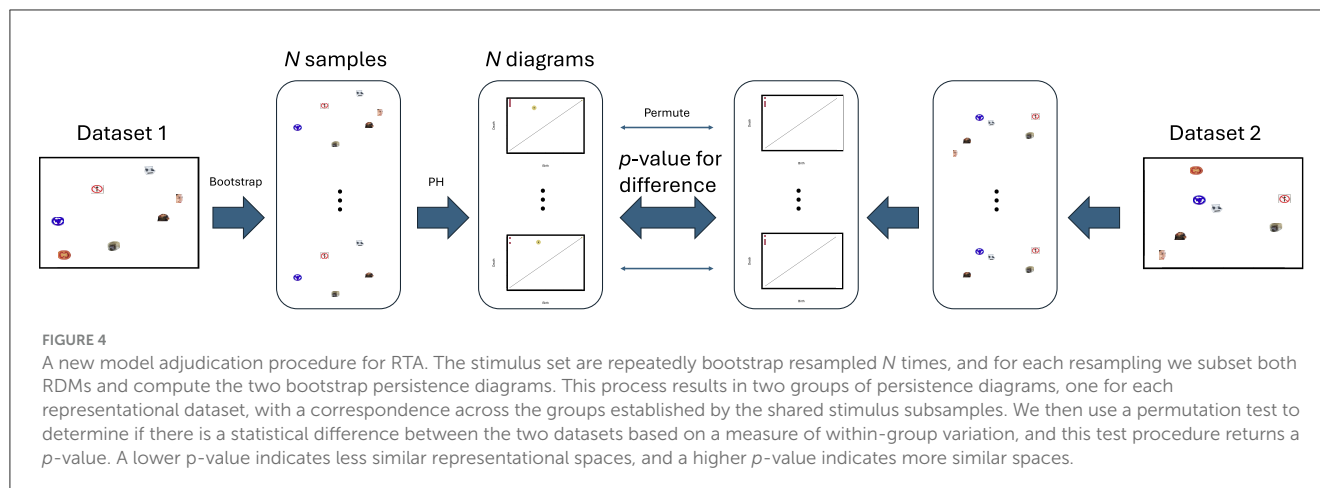 N samples
N diagrams
Dataset 1
Bootstrap
PH
Permute
p-value for
difference
Dataset 2
FIGURE 4
A new model adjudication procedure for RTA. The stimulus set are repeatedly bootstrap resampled N times, and for each resampling we subset both
RDMs and compute the two bootstrap persistence diagrams. This process results in two groups of persistence diagrams, one for each
representational dataset, with a correspondence across the groups established by the shared stimulus subsamples. We then use a permutation test to
determine if there is a statistical difference between the two datasets based on a measure of within-group variation, and this test procedure returns a
p-value. A lower p-value indicates less similar representational spaces, and a higher p-value indicates more similar spaces.